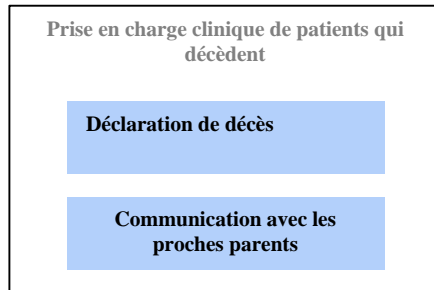 Prise en charge clinique de patients qui
décèdent
Déclaration de décès
Communication avec les
proches parents